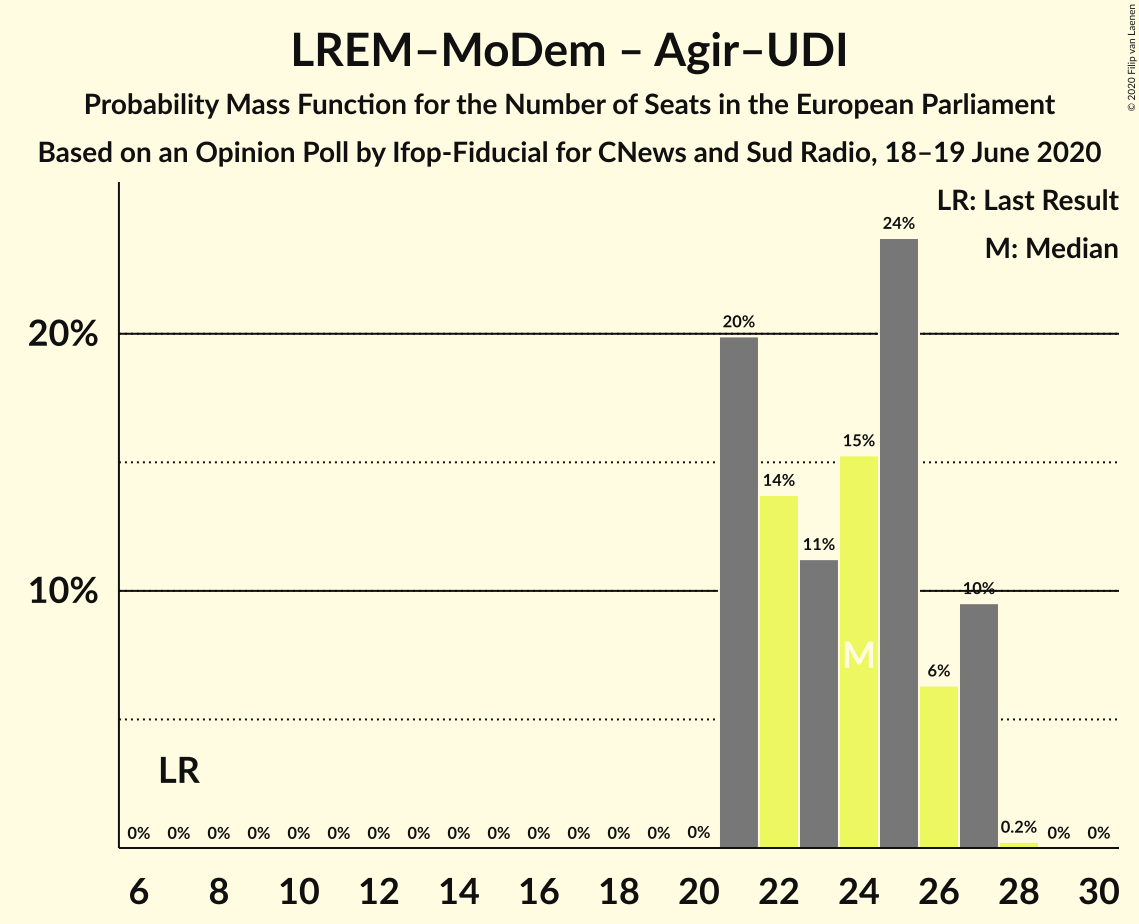 LREM–MoDem – Agir–UDI
Probability Mass Function for the Number of Seats in the European Parliament
Based on an Opinion Poll by Ifop-Fiducial for CNews and Sud Radio, 18–19 June 2020
© 2020 Filip van Laenen
LR: Last Result
M: Median
24%
20%
20%
15%
14%
11%
10%
10%
M
6%
LR
0% 0% 0% 0% 0% 0% 0% 0% 0% 0% 0% 0% 0% 0% 0% 0.2% 0% 0%
6 8 10 12 14 16 18 20 22 24 26 28 30